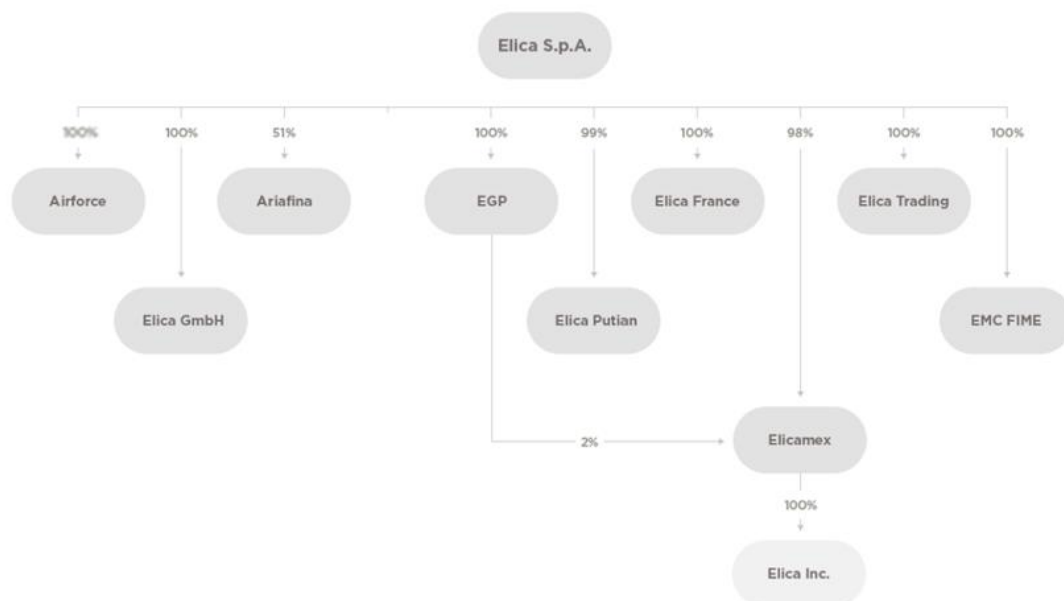 Elica S.p.A.
100% 100% 51% 100% 99% 100% 98% 100% 100%
Airforce Ariafina EGP Elica France Elica Trading
Elica GmbH Elica Putian EMC FIME
Elicamex
2%
100%
Elica Inc.